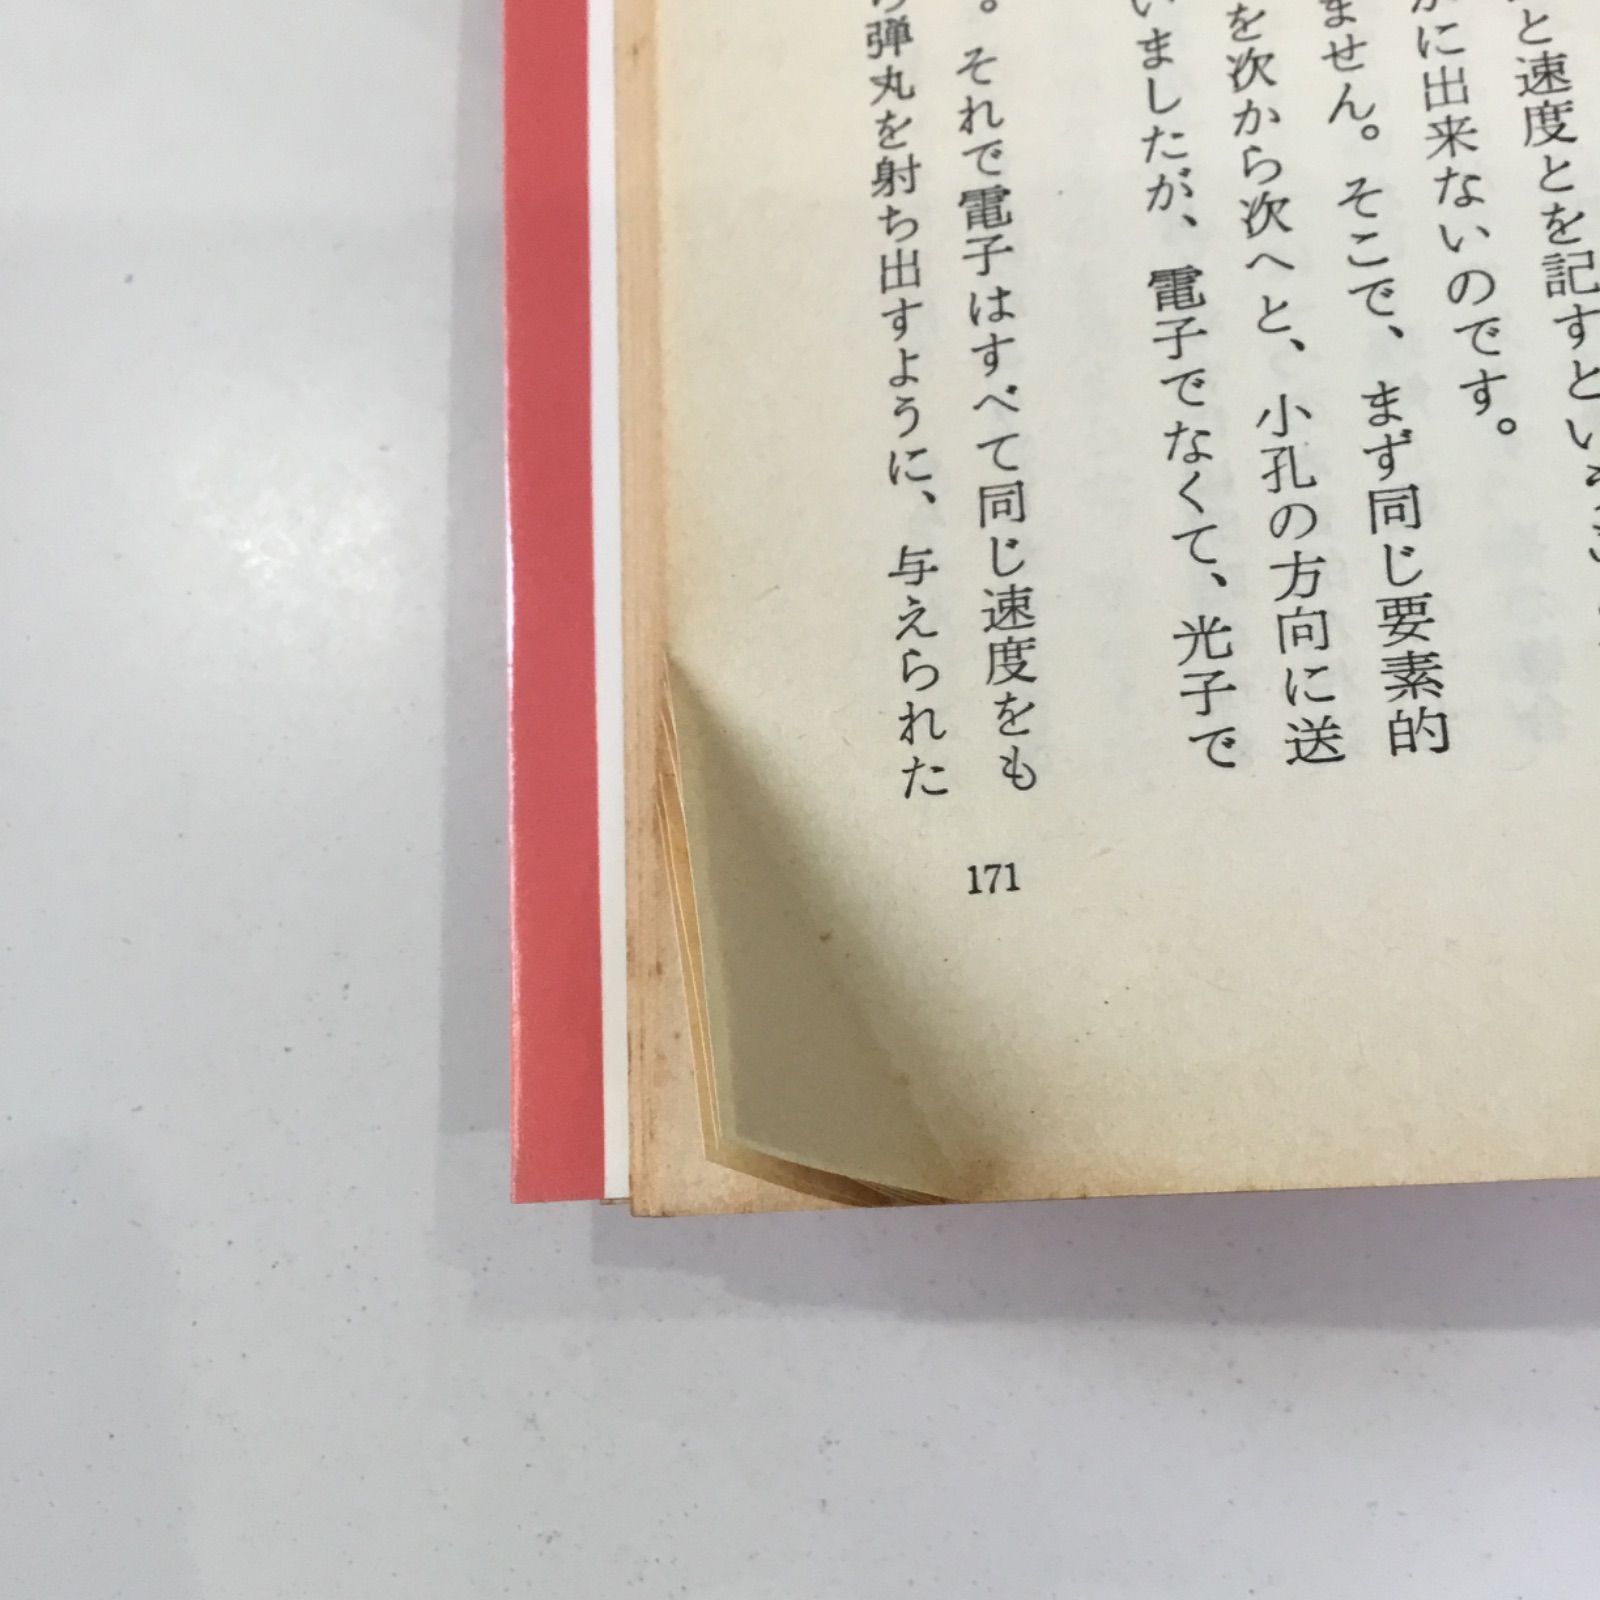 と速度とを記すとい
に出来ないのです。
ません。そこで、まず同じ要素的
を次から次へと、小孔の方向に送
いましたが、電子でなくて、光子で
。それで電子はすべて同じ速度をも
弾丸を射ち出すように、与えられた
171